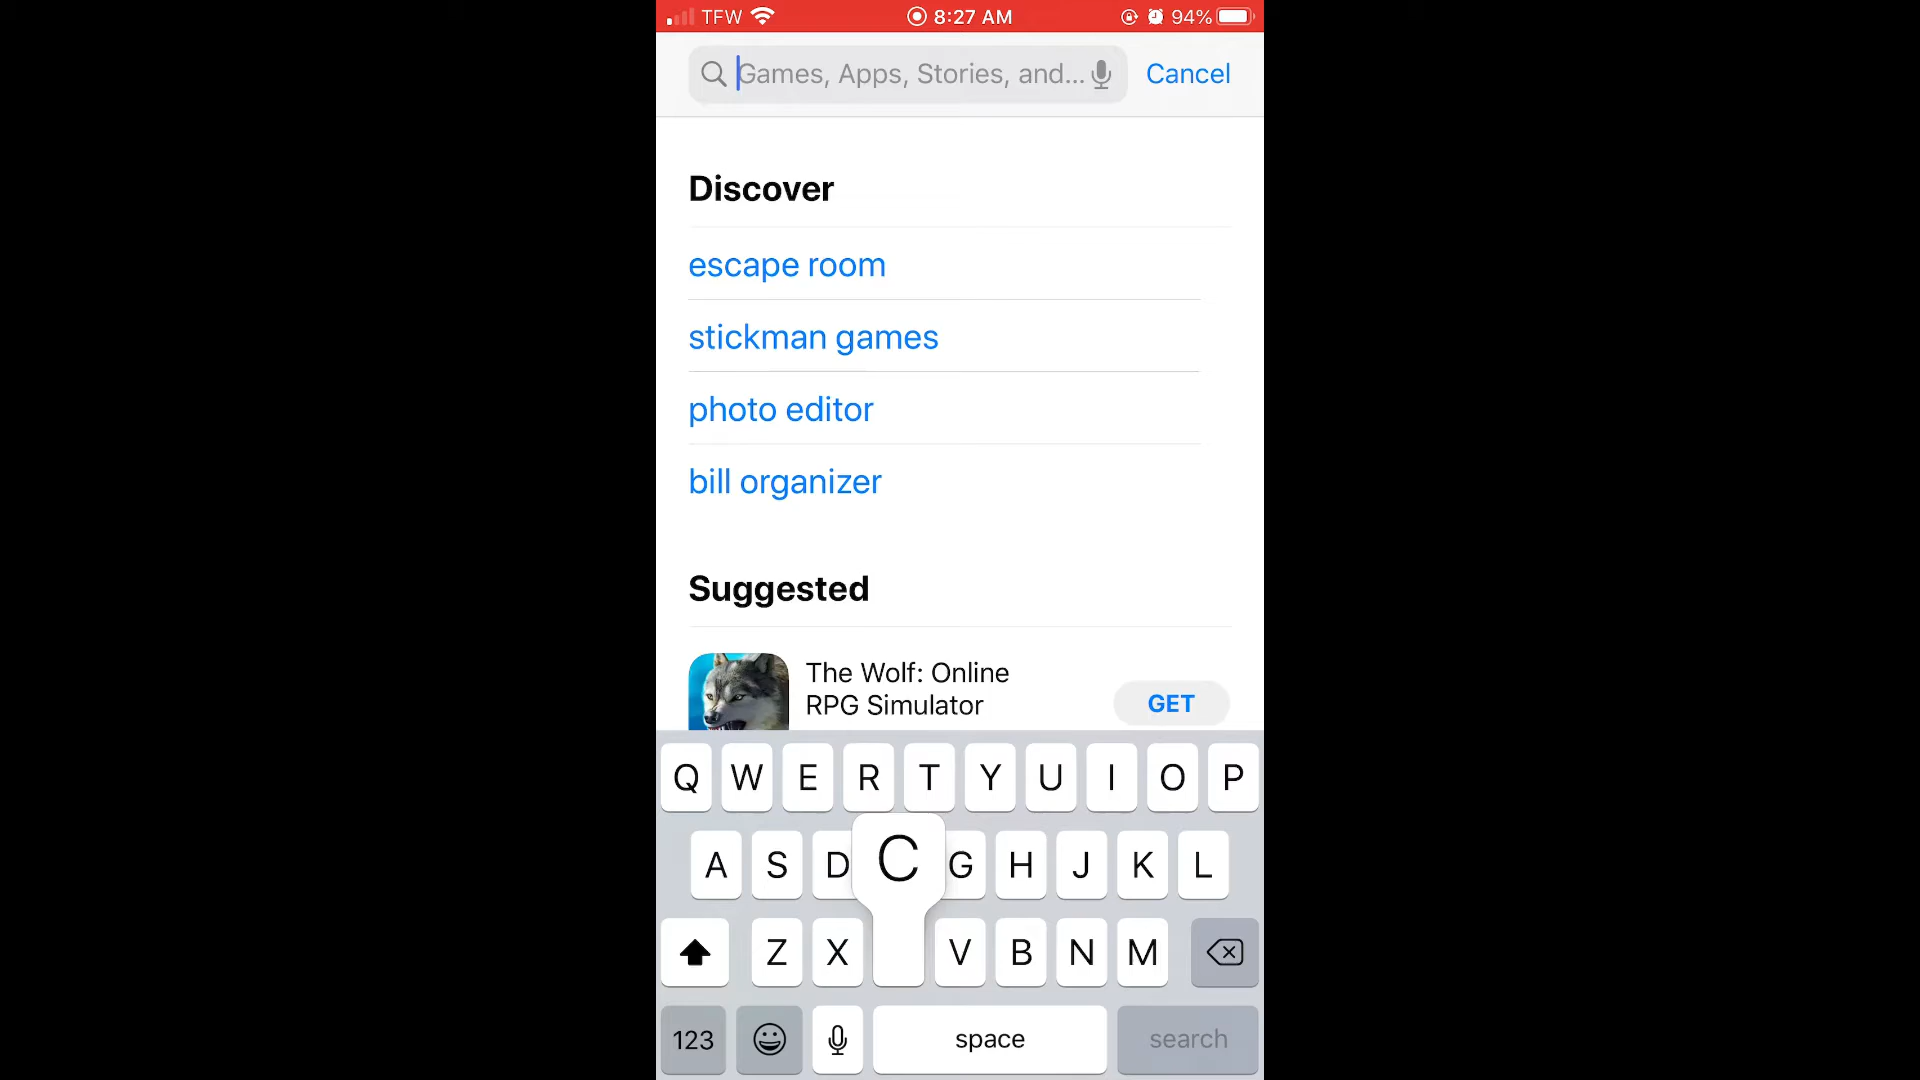 TFW 8:27 AM 94%
Games, Apps, Stories, and... Cancel
Discover
escape room
stickman games
photo editor
bill organizer
Suggested
The Wolf: Online
RPG Simulator
GET
Q W E R T Y U I O P
A S D C G H J K L
Z X V B N M
123 space search